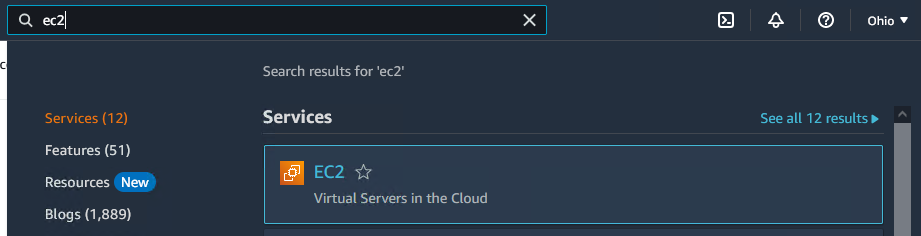 ec2
Ohio ▼
Search results for 'ec2'
Services (12)
Features (51)
Resources New
Blogs (1,889)
Services
See all 12 results ▶
EC2
Virtual Servers in the Cloud